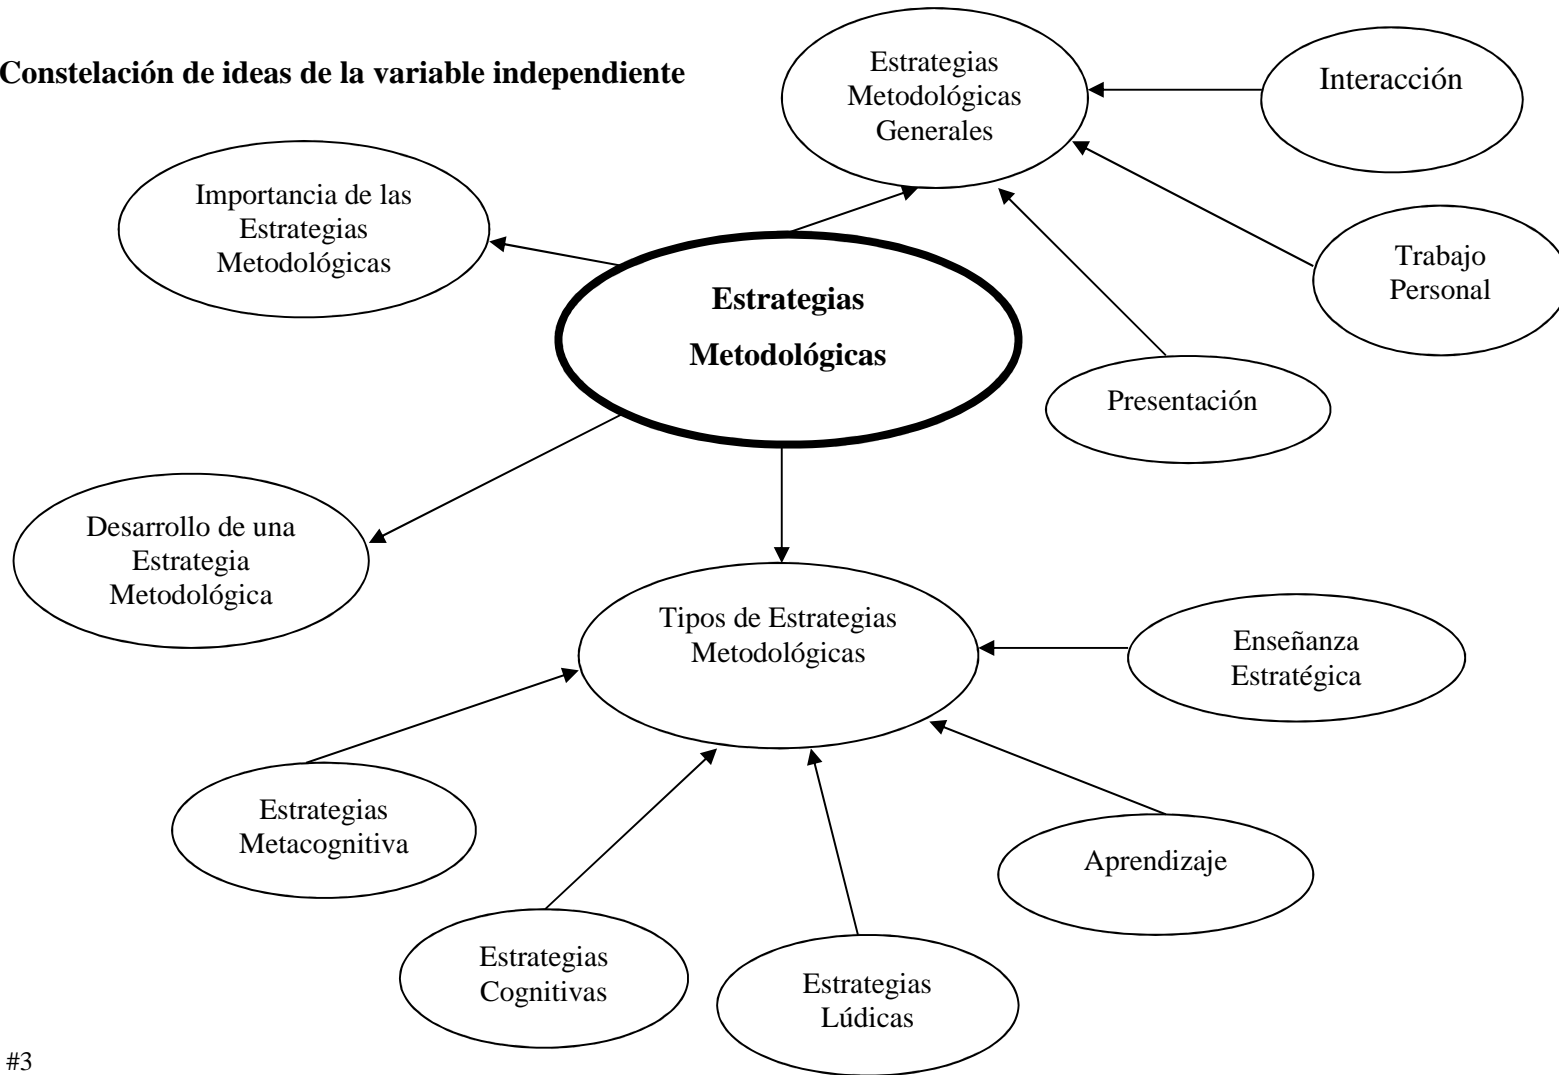 Constelación de ideas de la variable independiente
Estrategias
Metodológicas
Generales
Interacción
Importancia de las
Estrategias
Metodológicas
Trabajo
Personal
Estrategias
Metodológicas
Presentación
Desarrollo de una
Estrategia
Metodológica
Tipos de Estrategias
Metodológicas
Enseñanza
Estratégica
Estrategias
Metacognitiva
Aprendizaje
Estrategias
Cognitivas
Estrategias
Lúdicas
#3